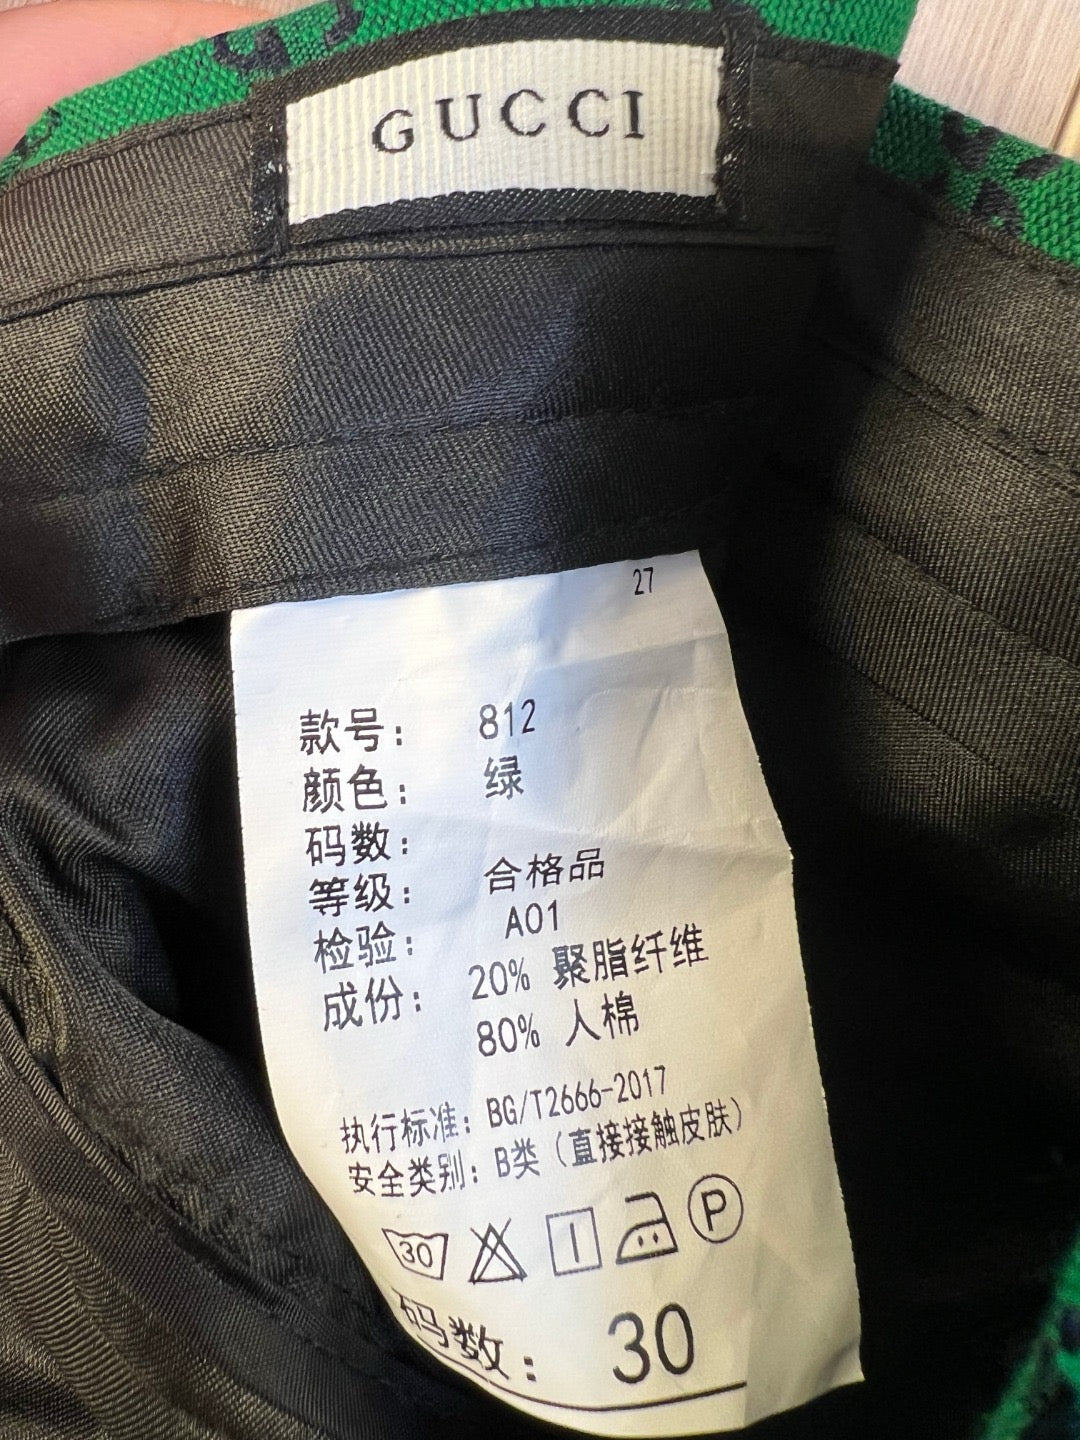 GUCCI
27
款号： 812
颜色： 绿
码数：
等级： 合格品
检验： A01
成份： 20% 聚脂纤维
80% 人棉
执行标准：BG/T2666-2017
安全类别：B类（直接接触皮肤）
30 P
码数： 30